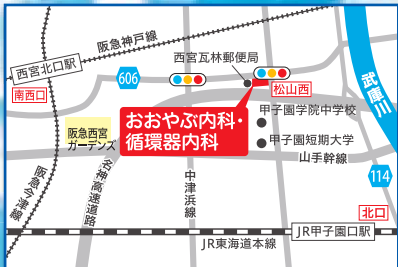 阪急神戸線
西宮北口駅
南西口
606
西宮瓦林郵便局
松山西
武庫川
おおやぶ内科・
循環器内科
阪急西宮
ガーデンズ
甲子園学院中学校
甲子園短期大学
山手幹線
阪急今津線
名神高速道路
中津浜線
114
北口
JR甲子園口駅
JR東海道本線